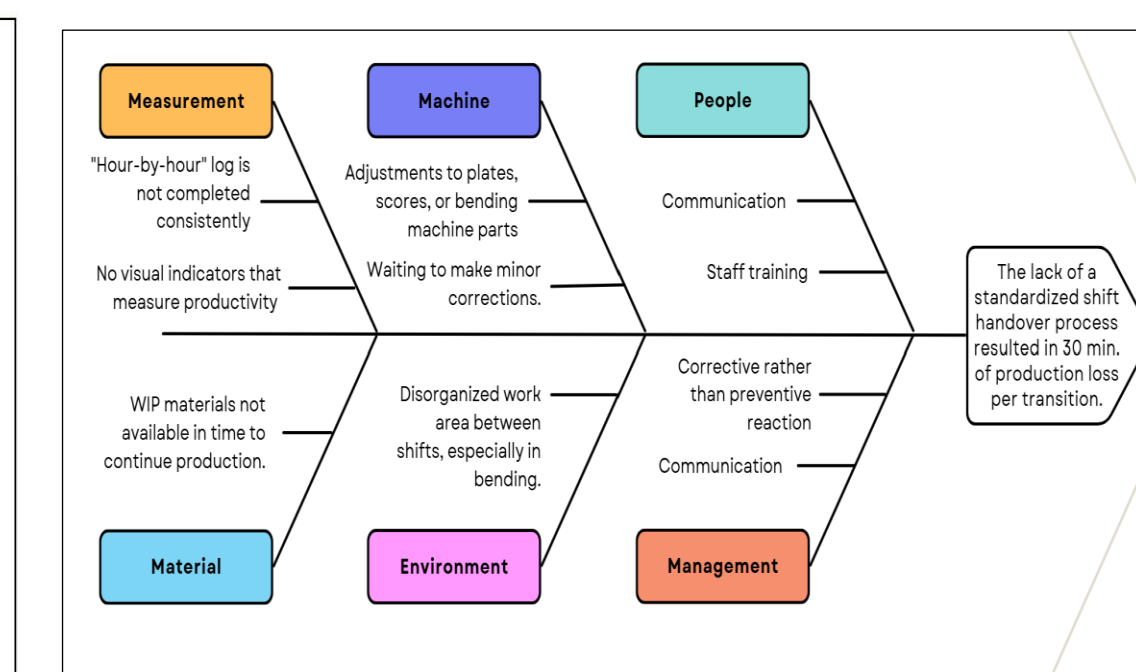 Measurement
Machine
People
"Hour-by-hour" log is
not completed
consistently
No visual indicators that
measure productivity
Adjustments to plates,
scores, or bending
machine parts
Waiting to make minor
corrections.
Communication
Staff training
The lack of a
standardized shift
handover process
resulted in 30 min.
of production loss
per transition.
WIP materials not
available in time to
continue production.
Disorganized work
area between
shifts, especially in
bending.
Corrective rather
than preventive
reaction
Communication
Material
Environment
Management